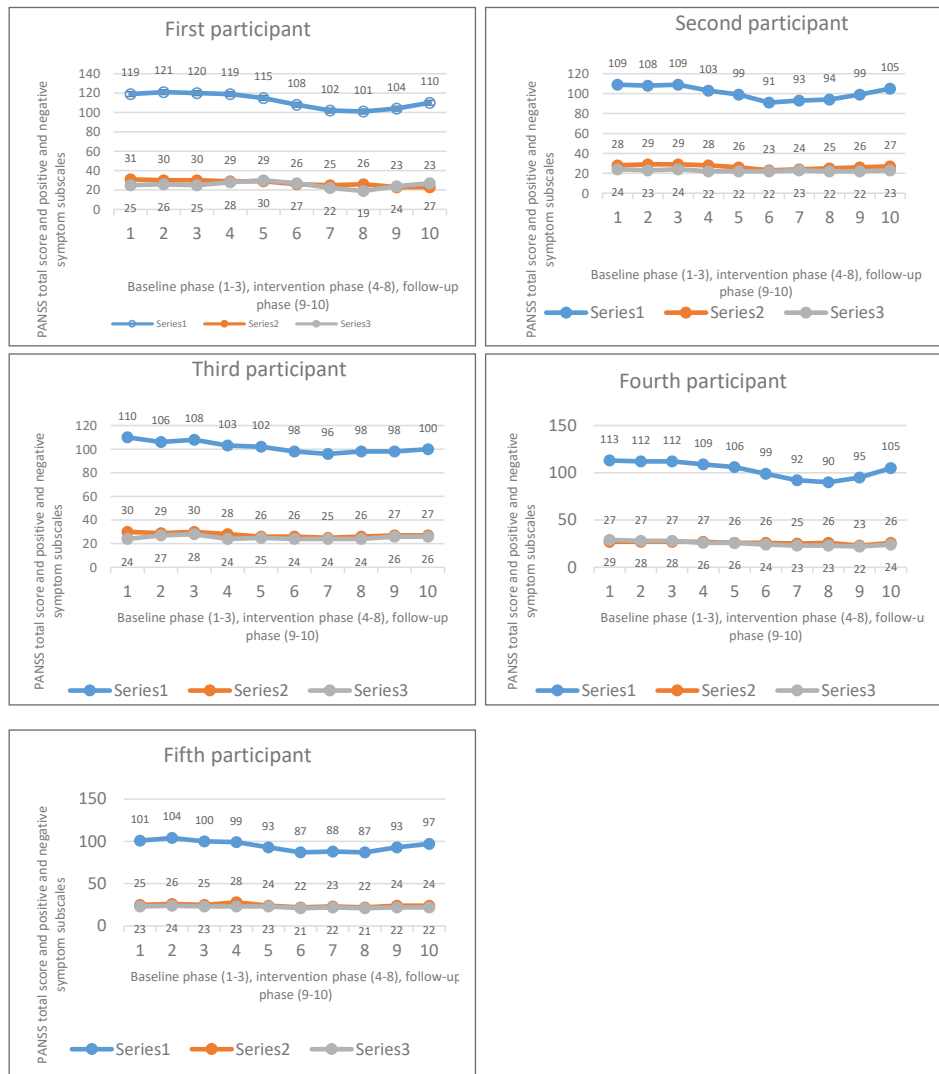 First participant
119 121 120 119 115 108 102 101 104 110
140
120
100
80
60
40
20
0
31 30 30 29 29 26 25 26 23 23
25 26 25 28 30 27 22 19 24 27
1 2 3 4 5 6 7 8 9 10
PANSS total score and positive and negative
symptom subscales
Baseline phase (1-3), intervention phase (4-8), follow-up
phase (9-10)
Series1 Series2 Series3
Second participant
109 108 109 103 99 91 93 94 99 105
120
100
80
60
40
20
0
28 29 29 28 26 23 24 25 26 27
24 23 24 22 22 22 23 22 22 23
1 2 3 4 5 6 7 8 9 10
PANSS total score and positive and negative
symptom subscales
Baseline phase (1-3), intervention phase (4-8), follow-up
phase (9-10)
Series1 Series2 Series3
Third participant
110 106 108 103 102 98 96 98 98 100
120
100
80
60
40
20
0
30 29 30 28 26 26 25 26 27 27
24 27 28 24 25 24 24 24 26 26
1 2 3 4 5 6 7 8 9 10
PANSS total score and positive and negative
symptom subscales
Baseline phase (1-3), intervention phase (4-8), follow-up
phase (9-10)
Series1 Series2 Series3
Fourth participant
113 112 112 109 106 99 92 90 95 105
150
100
50
0
27 27 27 27 26 26 25 26 23 26
29 28 28 26 26 24 23 23 22 24
1 2 3 4 5 6 7 8 9 10
PANSS total score and positive and negative
symptom subscales
Baseline phase (1-3), intervention phase (4-8), follow-up
phase (9-10)
Series1 Series2 Series3
Fifth participant
101 104 100 99 93 87 88 87 93 97
150
100
50
0
25 26 25 28 24 22 23 22 24 24
23 24 23 23 23 21 22 21 22 22
1 2 3 4 5 6 7 8 9 10
PANSS total score and positive and negative
symptom subscales
Baseline phase (1-3), intervention phase (4-8), follow-up
phase (9-10)
Series1 Series2 Series3